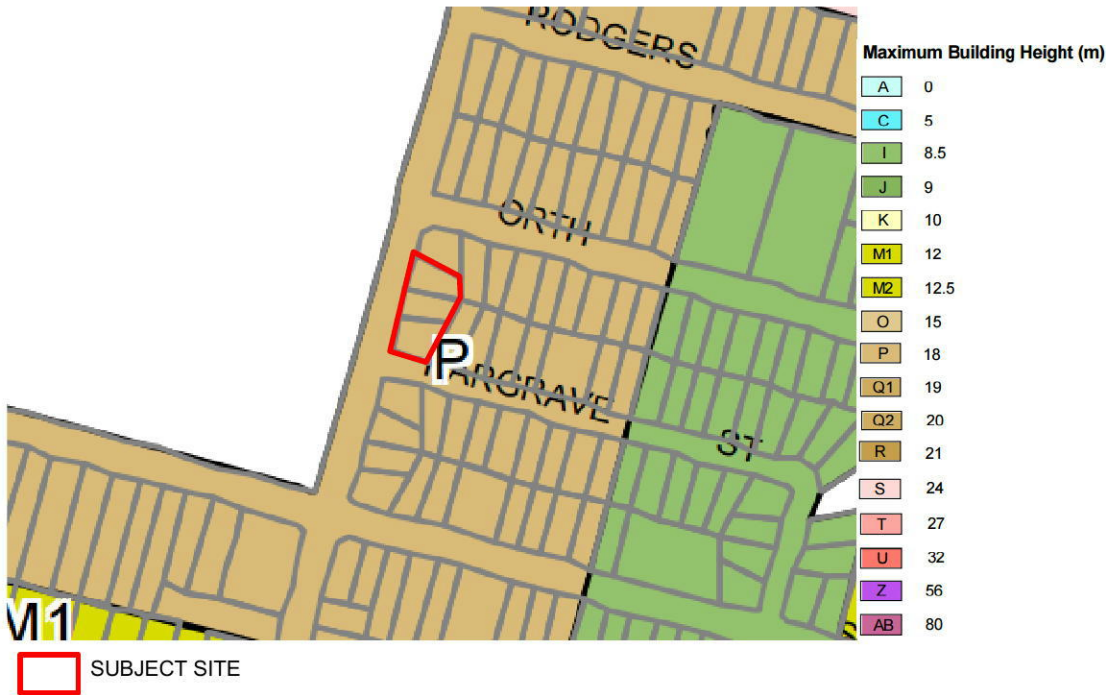 RODGERS
ORTH
P
HARGRAVE
ST
M1
Maximum Building Height (m)
A 0
C 5
I 8.5
J 9
K 10
M1 12
M2 12.5
O 15
P 18
Q1 19
Q2 20
R 21
S 24
T 27
U 32
Z 56
AB 80
SUBJECT SITE